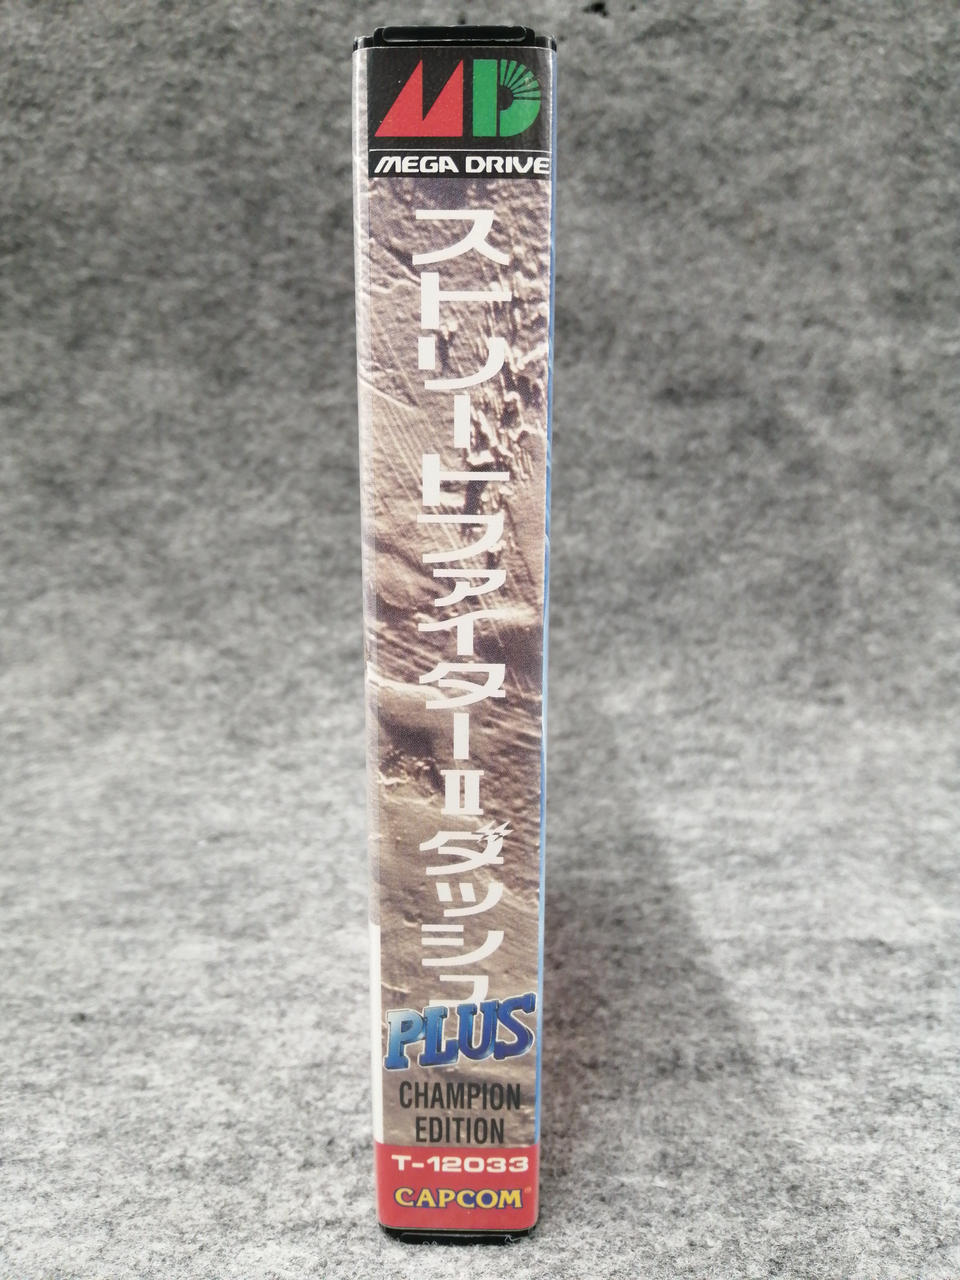 MD
MEGA DRIVE
ストリートファイターⅡダッシュ
PLUS
CHAMPION
EDITION
T-12033
CAPCOM